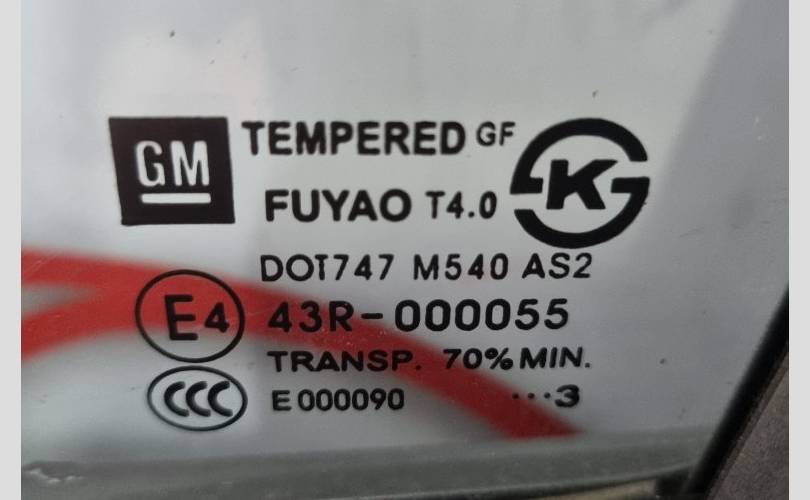 GM
TEMPERED GF
FUYAO T4.0
K
DOT747 M540 AS2
E4 43R-000055
TRANSP. 70% MIN.
CCC E000090 ...3